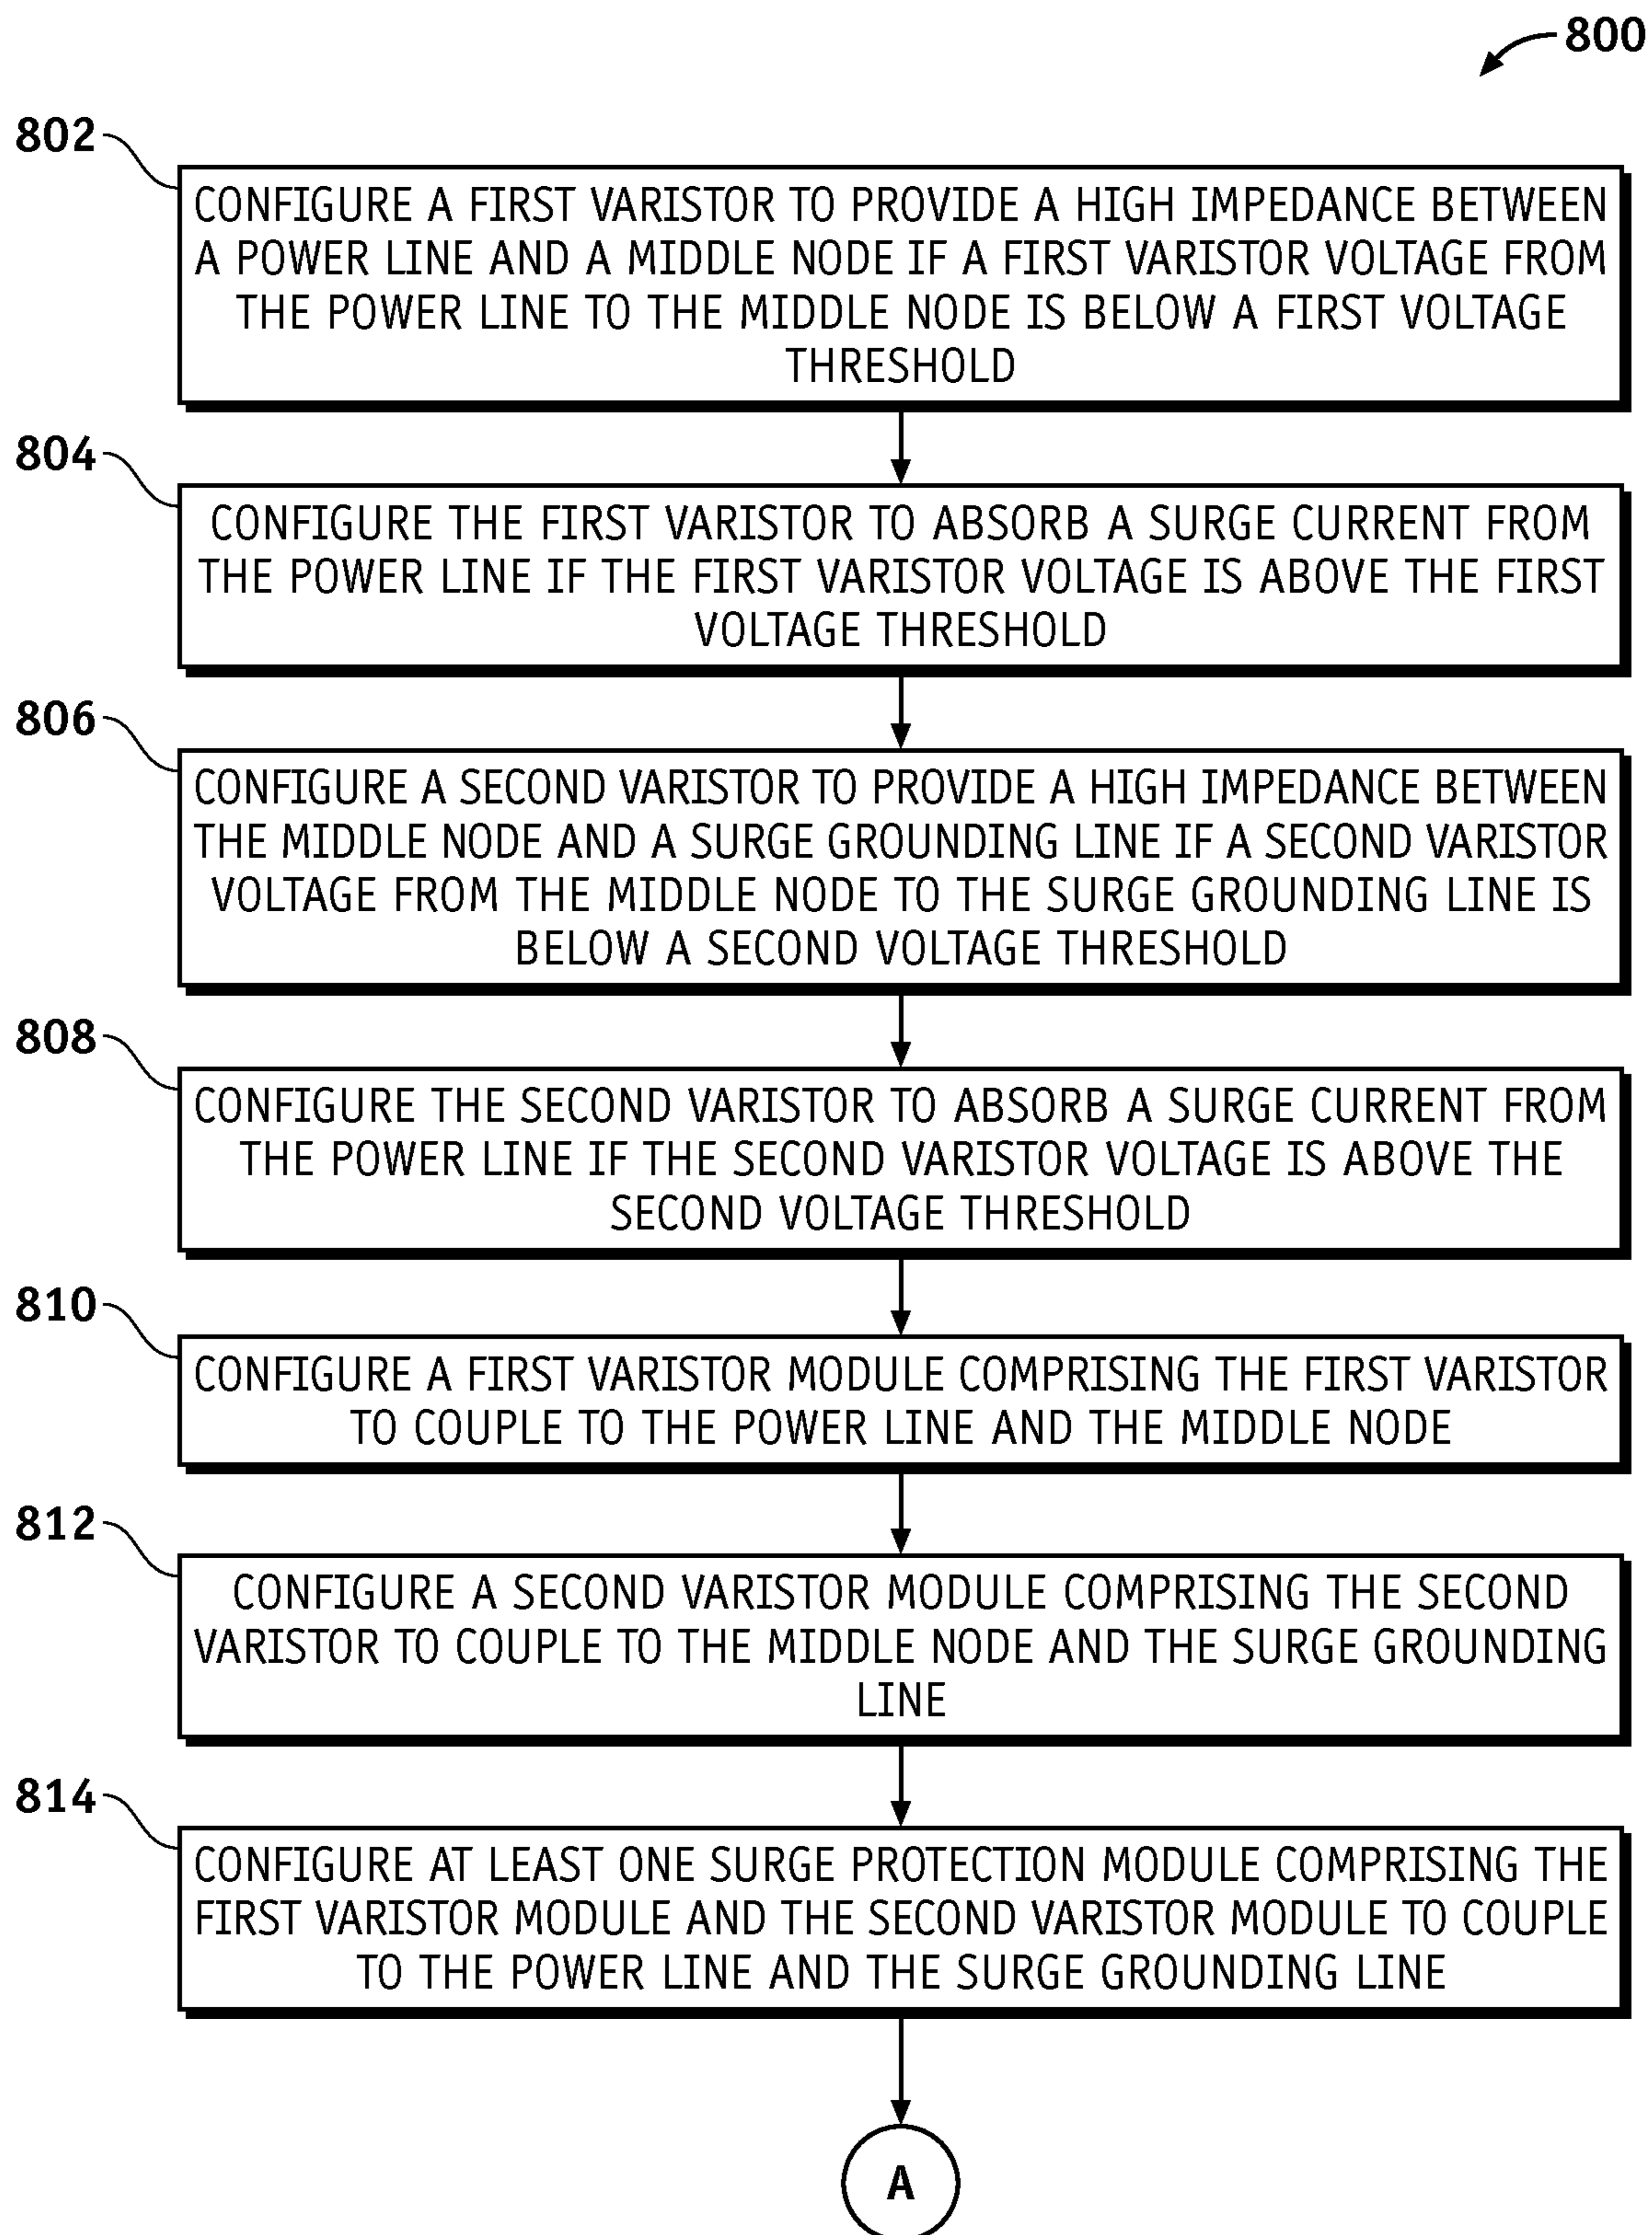 800
802
CONFIGURE A FIRST VARISTOR TO PROVIDE A HIGH IMPEDANCE BETWEEN
A POWER LINE AND A MIDDLE NODE IF A FIRST VARISTOR VOLTAGE FROM
THE POWER LINE TO THE MIDDLE NODE IS BELOW A FIRST VOLTAGE
THRESHOLD
804
CONFIGURE THE FIRST VARISTOR TO ABSORB A SURGE CURRENT FROM
THE POWER LINE IF THE FIRST VARISTOR VOLTAGE IS ABOVE THE FIRST
VOLTAGE THRESHOLD
806
CONFIGURE A SECOND VARISTOR TO PROVIDE A HIGH IMPEDANCE BETWEEN
THE MIDDLE NODE AND A SURGE GROUNDING LINE IF A SECOND VARISTOR
VOLTAGE FROM THE MIDDLE NODE TO THE SURGE GROUNDING LINE IS
BELOW A SECOND VOLTAGE THRESHOLD
808
CONFIGURE THE SECOND VARISTOR TO ABSORB A SURGE CURRENT FROM
THE POWER LINE IF THE SECOND VARISTOR VOLTAGE IS ABOVE THE
SECOND VOLTAGE THRESHOLD
810
CONFIGURE A FIRST VARISTOR MODULE COMPRISING THE FIRST VARISTOR
TO COUPLE TO THE POWER LINE AND THE MIDDLE NODE
812
CONFIGURE A SECOND VARISTOR MODULE COMPRISING THE SECOND
VARISTOR TO COUPLE TO THE MIDDLE NODE AND THE SURGE GROUNDING
LINE
814
CONFIGURE AT LEAST ONE SURGE PROTECTION MODULE COMPRISING THE
FIRST VARISTOR MODULE AND THE SECOND VARISTOR MODULE TO COUPLE
TO THE POWER LINE AND THE SURGE GROUNDING LINE
A